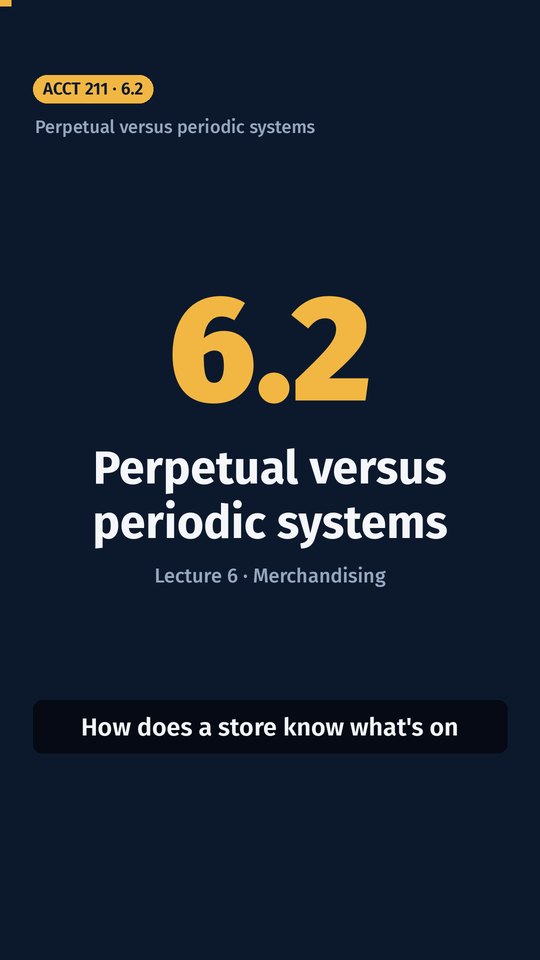 ACCT 211 · 6.2
Perpetual versus periodic systems
6.2
Perpetual versus
periodic systems
Lecture 6 · Merchandising
How does a store know what's on